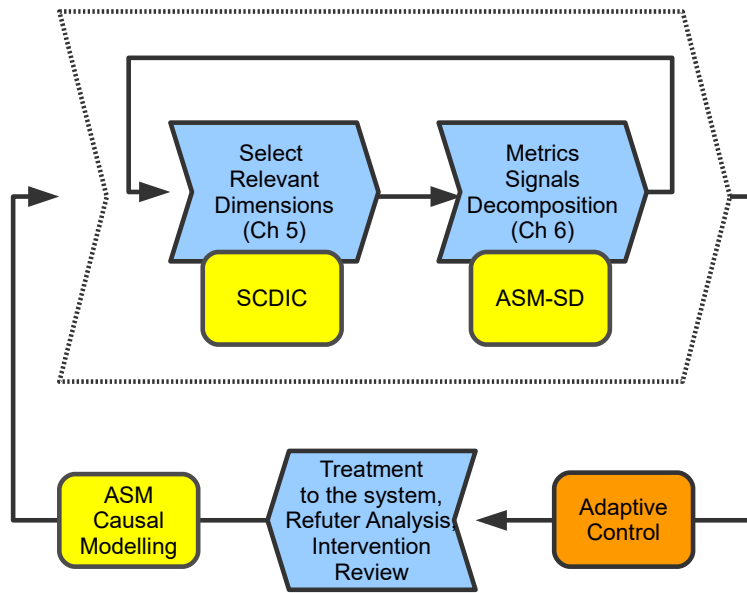 Select
Relevant
Dimensions
(Ch 5)
SCDIC
Metrics
Signals
Decomposition
(Ch 6)
ASM-SD
ASM
Causal
Modelling
Treatment
to the system,
Refuter Analysis,
Intervention
Review
Adaptive
Control